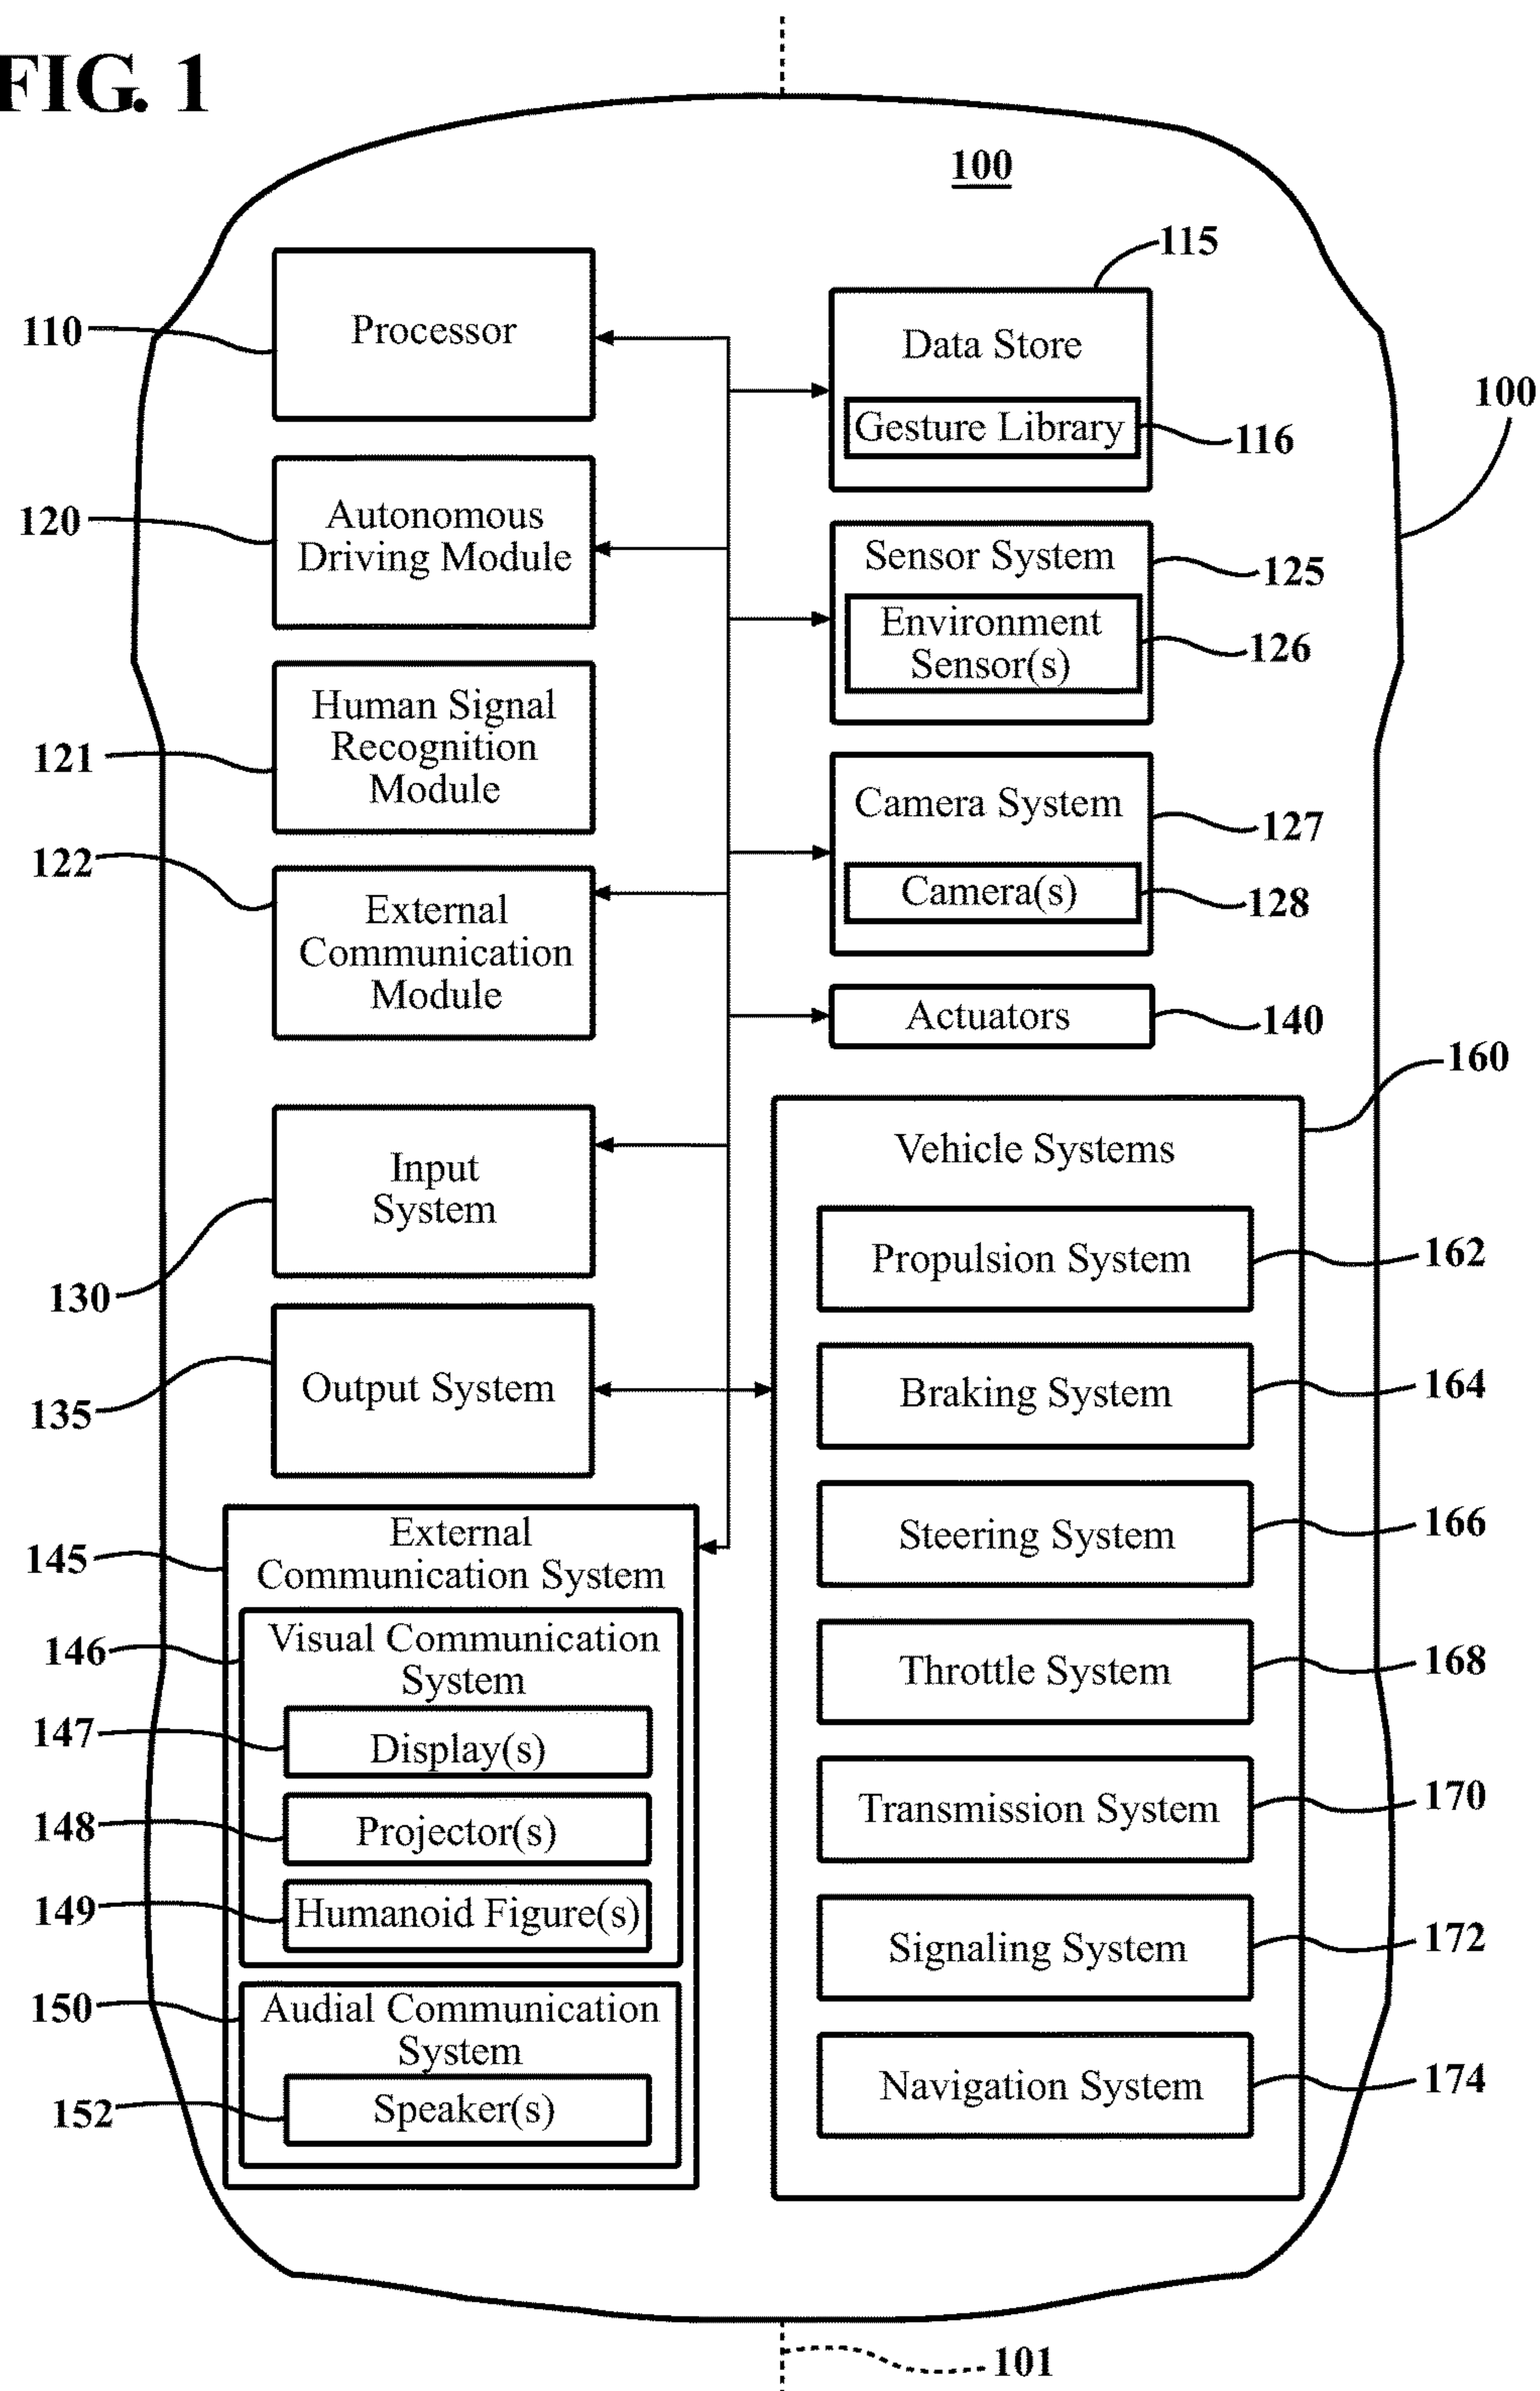 FIG. 1
100
110
Processor
115
Data Store
Gesture Library
116
100
120
Autonomous
Driving Module
Sensor System
125
Environment
Sensor(s)
126
121
Human Signal
Recognition
Module
Camera System
127
Camera(s)
128
122
External
Communication
Module
Actuators
140
160
Vehicle Systems
130
Input
System
Propulsion System
162
135
Output System
Braking System
164
Steering System
166
Throttle System
168
Transmission System
170
Signaling System
172
Navigation System
174
145
External
Communication System
146
Visual Communication
System
147
Display(s)
148
Projector(s)
149
Humanoid Figure(s)
150
Audial Communication
System
152
Speaker(s)
101